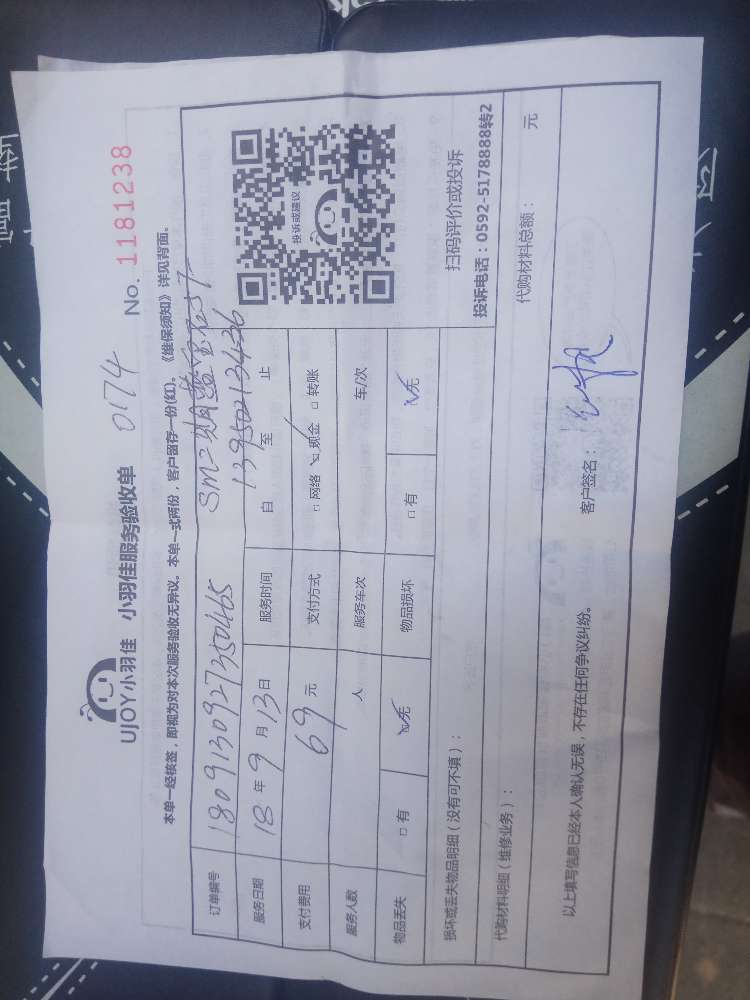 UJOY小羽佳 小羽佳服务验收单 0174 No. 1181238
本单一经核签，即视为对本次服务验收无异议。本单一式两份，客户留存一份(红)。《维保须知》详见背面。
订单编号 1809130927350465
13950213436
服务日期 18年9月13日 服务时间 自 至 止
支付费用 69元 支付方式 □网络 ☑现金 □转账
服务人数 人 服务车次 车/次
物品丢失 □有 ☑无 物品损坏 □有 ☑无
投诉或建议
扫码评价或投诉
投诉电话：0592-5178888转2
损坏或丢失物品明细（没有可不填）：
代购材料明细（维修业务）： 代购材料总额： 元
以上填写信息已经本人确认无误，不存在任何争议纠纷。 客户签名：